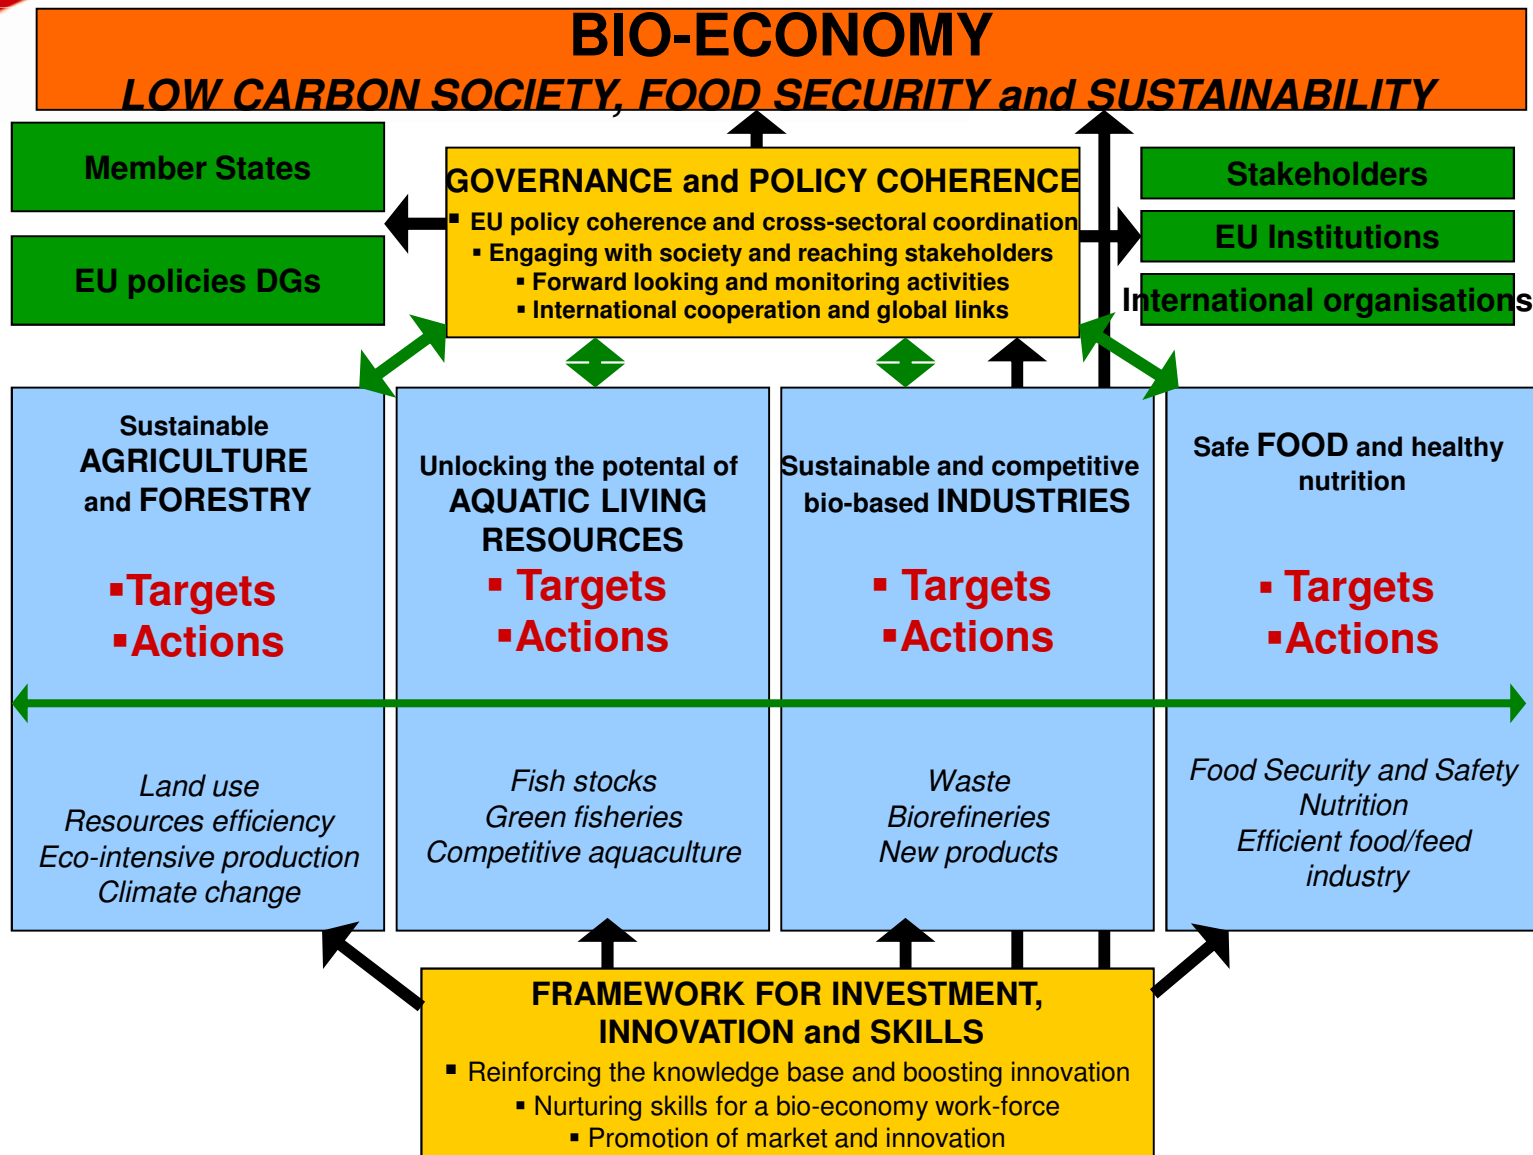 BIO-ECONOMY
LOW CARBON SOCIETY, FOOD SECURITY and SUSTAINABILITY
Member States
EU policies DGs
GOVERNANCE and POLICY COHERENCE
▪ EU policy coherence and cross-sectoral coordination
▪ Engaging with society and reaching stakeholders
▪ Forward looking and monitoring activities
▪ International cooperation and global links
Stakeholders
EU Institutions
International organisations
Sustainable
AGRICULTURE
and FORESTRY
▪Targets
▪Actions
Land use
Resources efficiency
Eco-intensive production
Climate change
Unlocking the potental of
AQUATIC LIVING
RESOURCES
▪ Targets
▪Actions
Fish stocks
Green fisheries
Competitive aquaculture
Sustainable and competitive
bio-based INDUSTRIES
▪ Targets
▪Actions
Waste
Biorefineries
New products
Safe FOOD and healthy
nutrition
▪ Targets
▪Actions
Food Security and Safety
Nutrition
Efficient food/feed
industry
FRAMEWORK FOR INVESTMENT,
INNOVATION and SKILLS
▪ Reinforcing the knowledge base and boosting innovation
▪ Nurturing skills for a bio-economy work-force
▪ Promotion of market and innovation